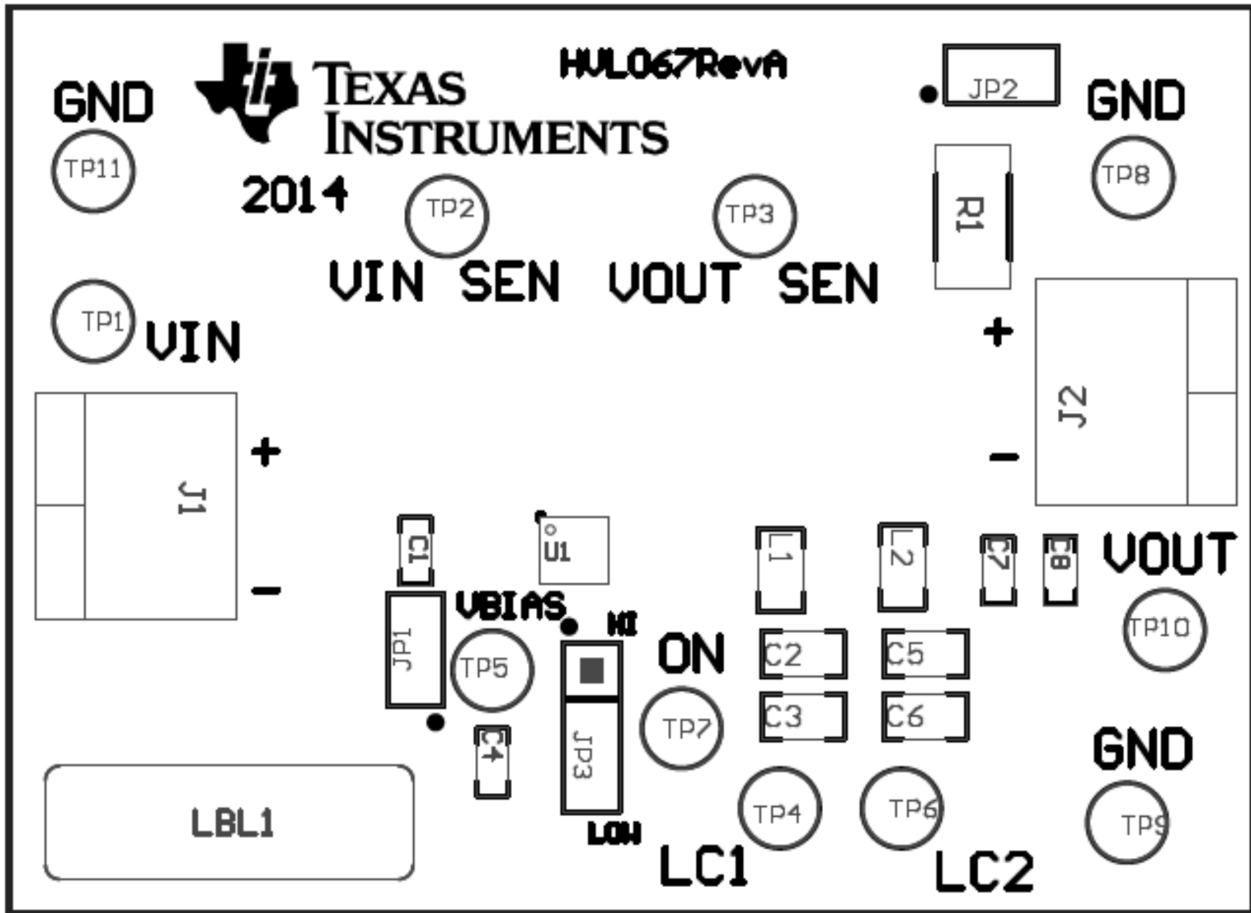 HVL067RevA
TEXAS
INSTRUMENTS
2014
GND
TP11
TP2
VIN SEN
TP3
VOUT SEN
JP2
GND
TP8
R1
TP1
VIN
J1
+
-
+
-
J2
C1
U1
L1
L2
C7
C8
VOUT
TP10
VBIAS
HI
JP1
TP5
ON
C2
C5
C3
C6
TP7
C4
JP3
LOW
GND
TP9
TP4
TP6
LC1
LC2
LBL1